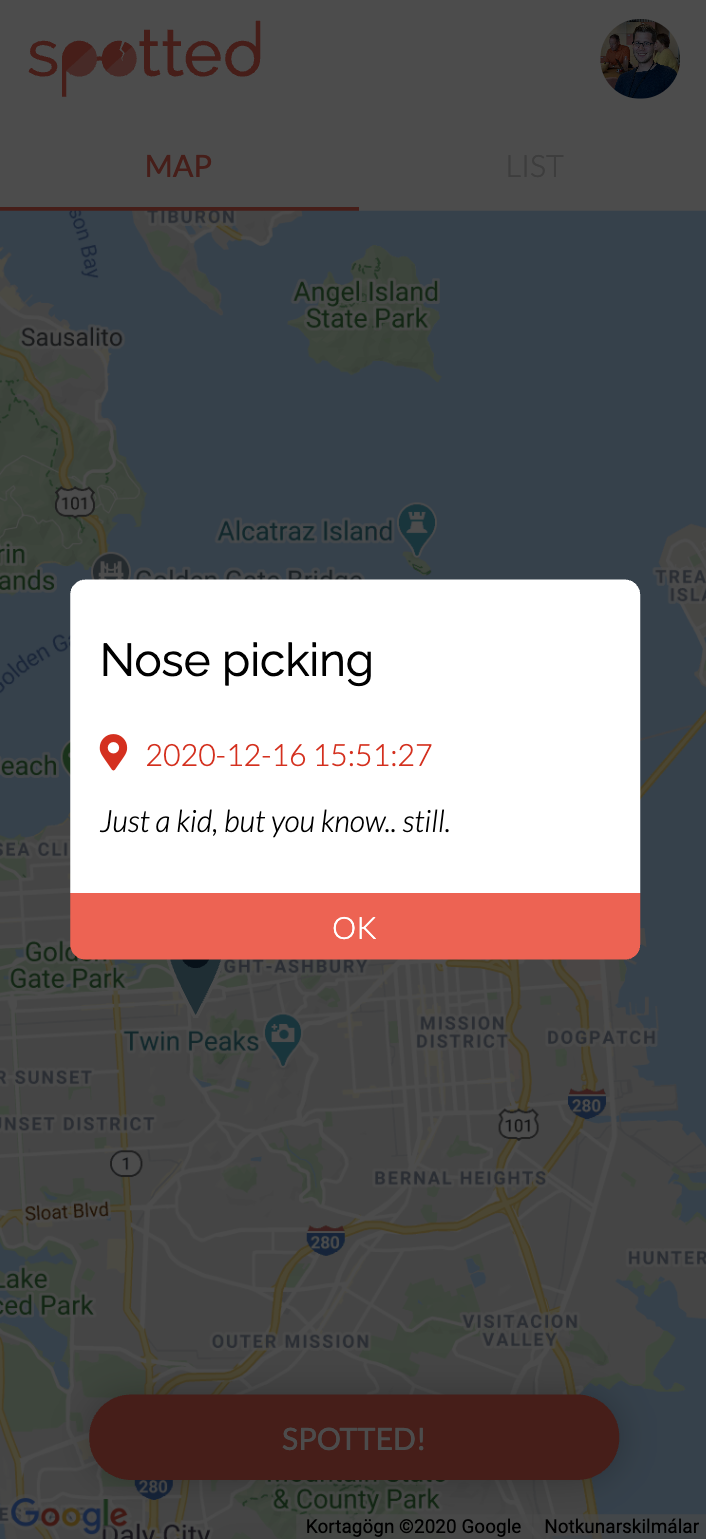 spotted
MAP
LIST
TIBURON
son Bay
Angel Island
State Park
Sausalito
101
Alcatraz Island
rin
ands
Golden Gate Bridge
TREA
ISL
olden Ga
Nose picking
2020-12-16 15:51:27
each
Just a kid, but you know.. still.
SEA CLI
OK
Golden
Gate Park
GHT-ASHBURY
Twin Peaks
MISSION
DISTRICT
DOGPATCH
R SUNSET
280
NSET DISTRICT
101
1
BERNAL HEIGHTS
Sloat Blvd
280
HUNTER
Lake
ced Park
VISITACION
VALLEY
OUTER MISSION
SPOTTED!
280
Mountain State
& County Park
Google
Daly City
Kortagögn ©2020 Google
Notkunarskilmálar